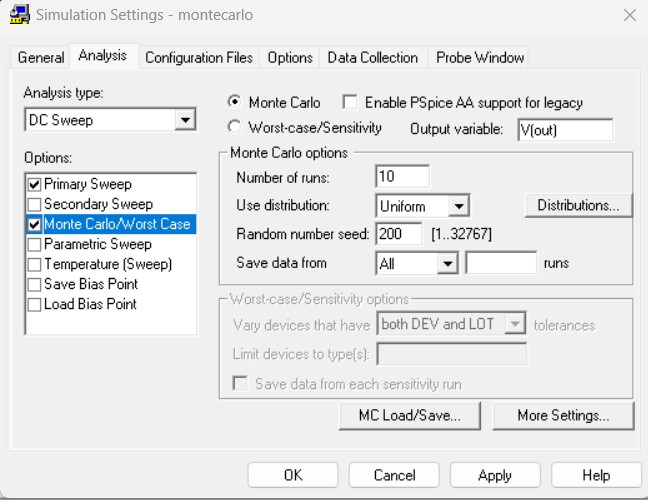 Simulation Settings - montecarlo
General Analysis Configuration Files Options Data Collection Probe Window
Analysis type:
DC Sweep
Options:
Primary Sweep
Secondary Sweep
Monte Carlo/Worst Case
Parametric Sweep
Temperature (Sweep)
Save Bias Point
Load Bias Point
Monte Carlo Enable PSpice AA support for legacy
Worst-case/Sensitivity Output variable: V(out)
Monte Carlo options
Number of runs: 10
Use distribution: Uniform Distributions...
Random number seed: 200 [1..32767]
Save data from All runs
Worst-case/Sensitivity options
Vary devices that have both DEV and LOT tolerances
Limit devices to type(s):
Save data from each sensitivity run
MC Load/Save... More Settings...
OK Cancel Apply Help